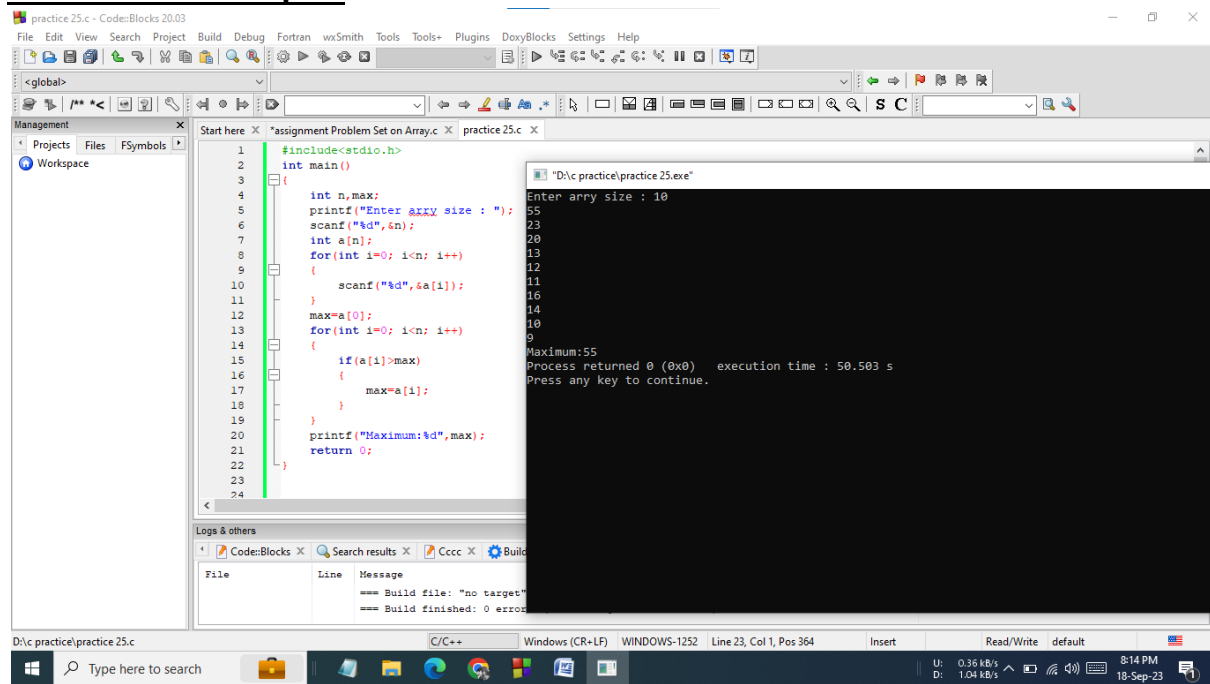 practice 25.c - Code::Blocks 20.03
File Edit View Search Project Build Debug Fortran wxSmith Tools Tools+ Plugins DoxyBlocks Settings Help
<global>
/** *<
S C
Management
Projects Files FSymbols
Workspace
Start here *assignment Problem Set on Array.c practice 25.c
1 #include<stdio.h>
2 int main()
3 {
4 int n,max;
5 printf("Enter arry size : ");
6 scanf("%d",&n);
7 int a[n];
8 for(int i=0; i<n; i++)
9 {
10 scanf("%d",&a[i]);
11 }
12 max=a[0];
13 for(int i=0; i<n; i++)
14 {
15 if(a[i]>max)
16 {
17 max=a[i];
18 }
19 }
20 printf("Maximum:%d",max);
21 return 0;
22 }
23
24
"D:\c practice\practice 25.exe"
Enter arry size : 10
55
23
20
13
12
11
16
14
10
9
Maximum:55
Process returned 0 (0x0) execution time : 50.503 s
Press any key to continue.
Logs & others
Code::Blocks Search results Cccc Build
File Line Message
=== Build file: "no target"
=== Build finished: 0 error
D:\c practice\practice 25.c C/C++ Windows (CR+LF) WINDOWS-1252 Line 23, Col 1, Pos 364 Insert Read/Write default
Type here to search
U: 0.36 kB/s
D: 1.04 kB/s
8:14 PM
18-Sep-23
1